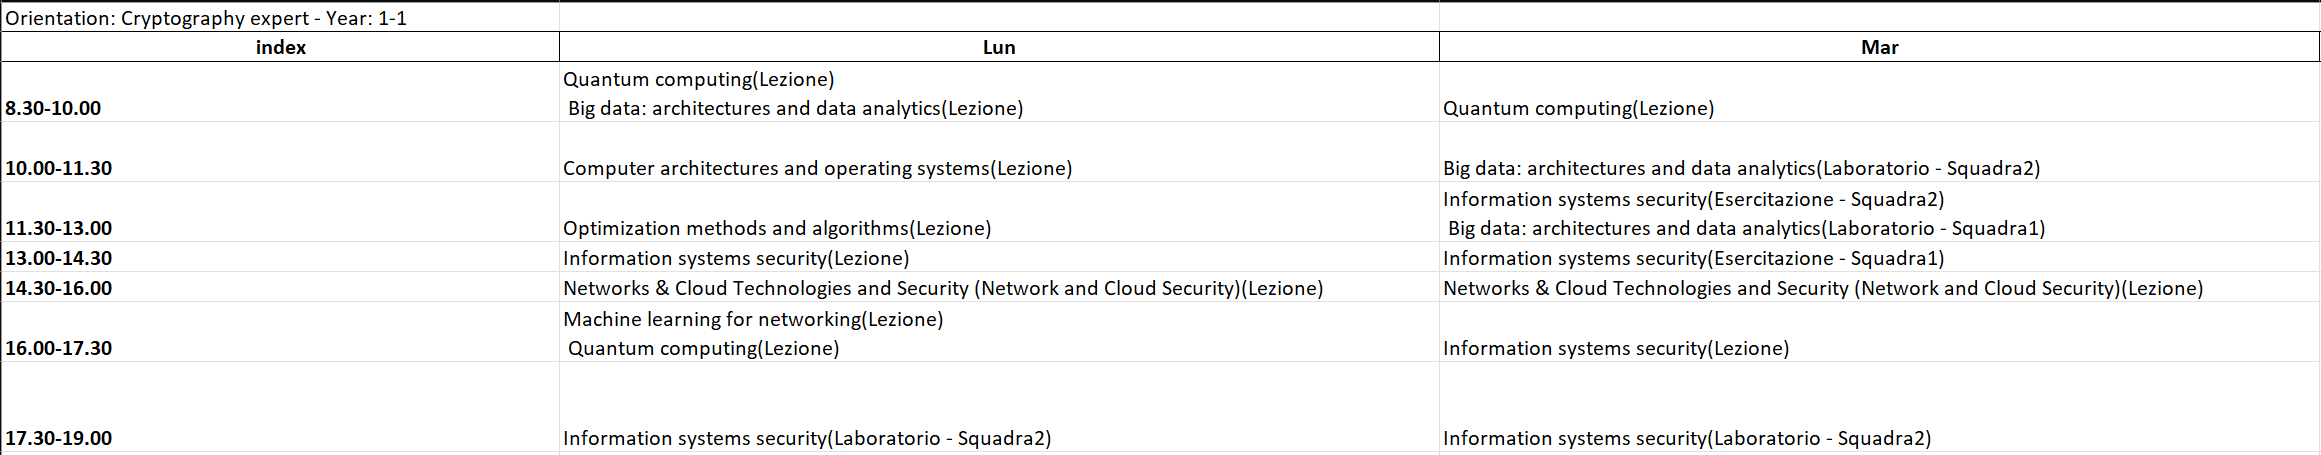 Orientation: Cryptography expert - Year: 1-1
index Lun Mar
Quantum computing(Lezione)
8.30-10.00 Big data: architectures and data analytics(Lezione) Quantum computing(Lezione)
10.00-11.30 Computer architectures and operating systems(Lezione) Big data: architectures and data analytics(Laboratorio - Squadra2)
Information systems security(Esercitazione - Squadra2)
11.30-13.00 Optimization methods and algorithms(Lezione) Big data: architectures and data analytics(Laboratorio - Squadra1)
13.00-14.30 Information systems security(Lezione) Information systems security(Esercitazione - Squadra1)
14.30-16.00 Networks & Cloud Technologies and Security (Network and Cloud Security)(Lezione) Networks & Cloud Technologies and Security (Network and Cloud Security)(Lezione)
Machine learning for networking(Lezione)
16.00-17.30 Quantum computing(Lezione) Information systems security(Lezione)
17.30-19.00 Information systems security(Laboratorio - Squadra2) Information systems security(Laboratorio - Squadra2)